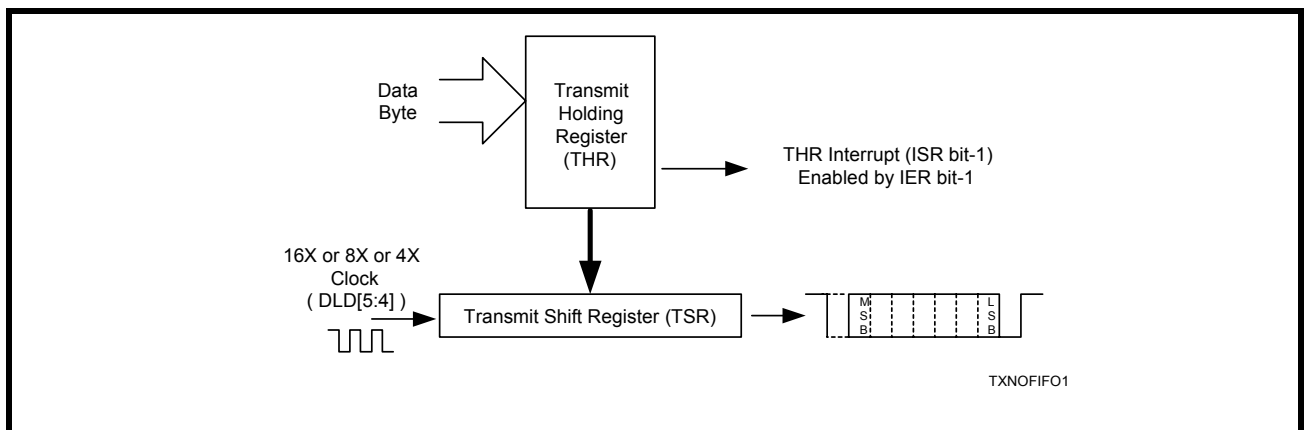 Data
Byte
Transmit
Holding
Register
(THR)
THR Interrupt (ISR bit-1)
Enabled by IER bit-1
16X or 8X or 4X
Clock
( DLD[5:4] )
Transmit Shift Register (TSR)
M
S
B
L
S
B
TXNOFIFO1